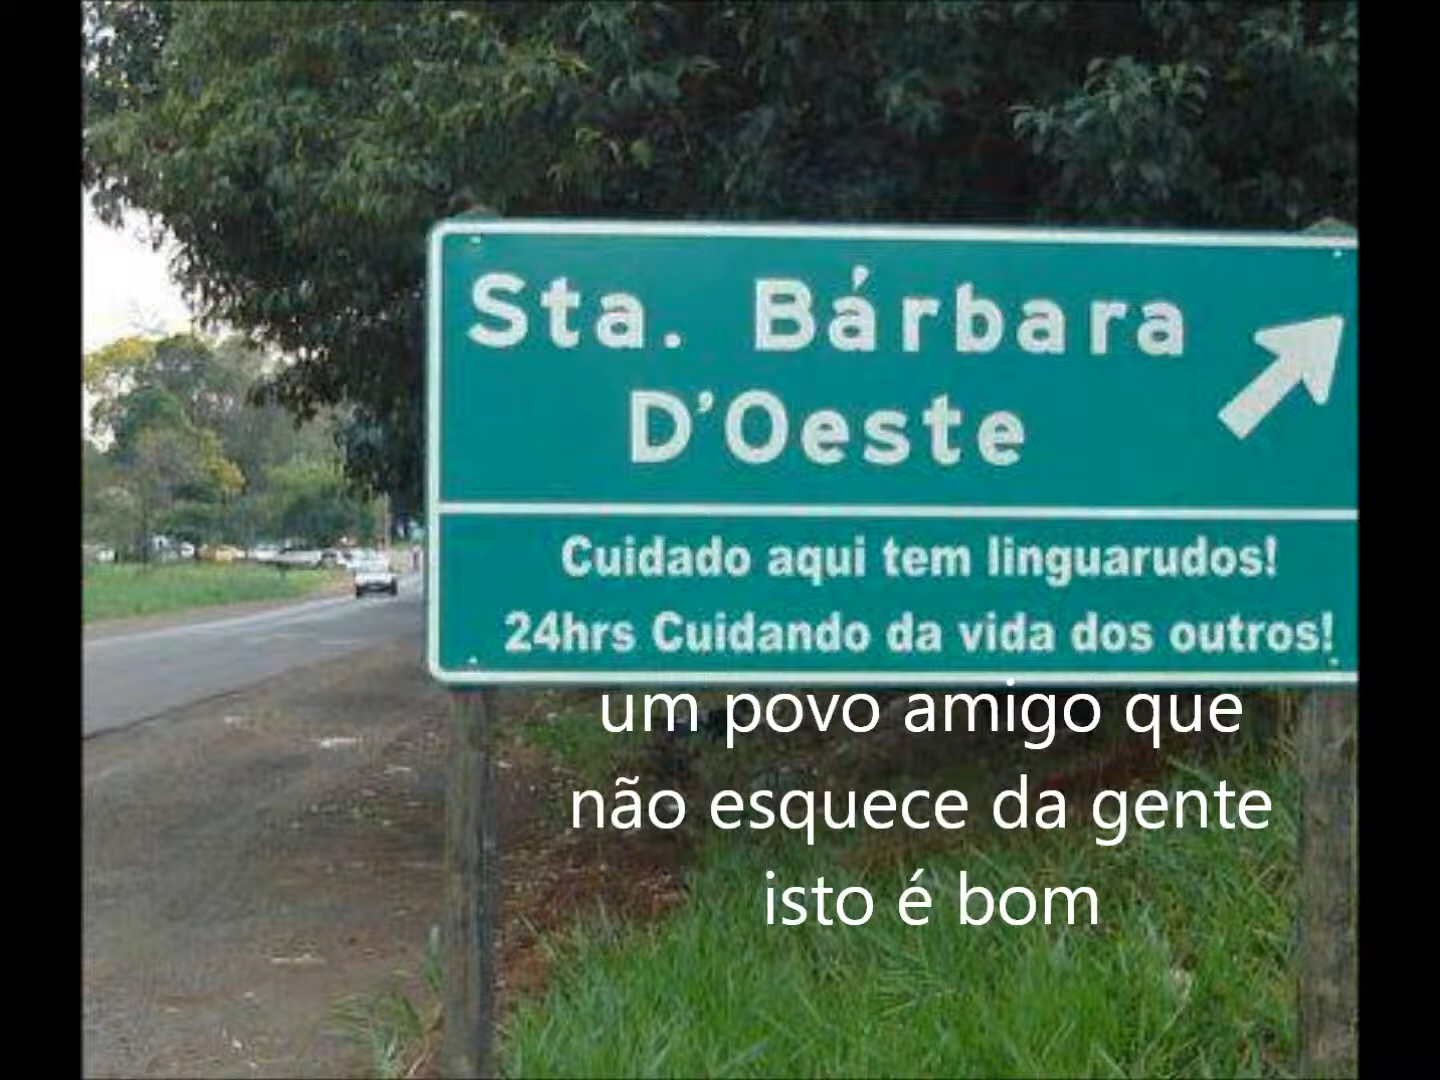 Sta. Bárbara
D'Oeste
Cuidado aqui tem linguarudos!
24hrs Cuidando da vida dos outros!
um povo amigo que
não esquece da gente
isto é bom